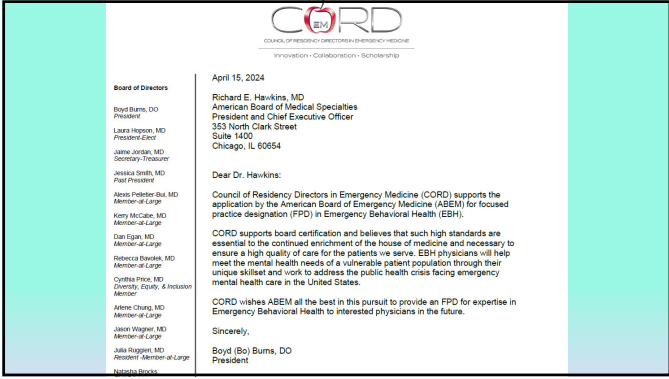 CORD
EM
COUNCIL OF RESIDENCY DIRECTORS IN EMERGENCY MEDICINE
Innovation • Collaboration • Scholarship
Board of Directors
Boyd Burns, DO
President
Laura Hopson, MD
President-Elect
Jaime Jordan, MD
Secretary-Treasurer
Jessica Smith, MD
Past President
Alexis Pelletier-Bui, MD
Member-at-Large
Kerry McCabe, MD
Member-at-Large
Dan Egan, MD
Member-at-Large
Rebecca Bavolek, MD
Member-at-Large
Cynthia Price, MD
Diversity, Equity, & Inclusion
Member
Arlene Chung, MD
Member-at-Large
Jason Wagner, MD
Member-at-Large
Julia Ruggieri, MD
Resident -Member-at-Large
Natasha Brocks
April 15, 2024
Richard E. Hawkins, MD
American Board of Medical Specialties
President and Chief Executive Officer
353 North Clark Street
Suite 1400
Chicago, IL 60654
Dear Dr. Hawkins:
Council of Residency Directors in Emergency Medicine (CORD) supports the
application by the American Board of Emergency Medicine (ABEM) for focused
practice designation (FPD) in Emergency Behavioral Health (EBH).
CORD supports board certification and believes that such high standards are
essential to the continued enrichment of the house of medicine and necessary to
ensure a high quality of care for the patients we serve. EBH physicians will help
meet the mental health needs of a vulnerable patient population through their
unique skillset and work to address the public health crisis facing emergency
mental health care in the United States.
CORD wishes ABEM all the best in this pursuit to provide an FPD for expertise in
Emergency Behavioral Health to interested physicians in the future.
Sincerely,
Boyd (Bo) Burns, DO
President